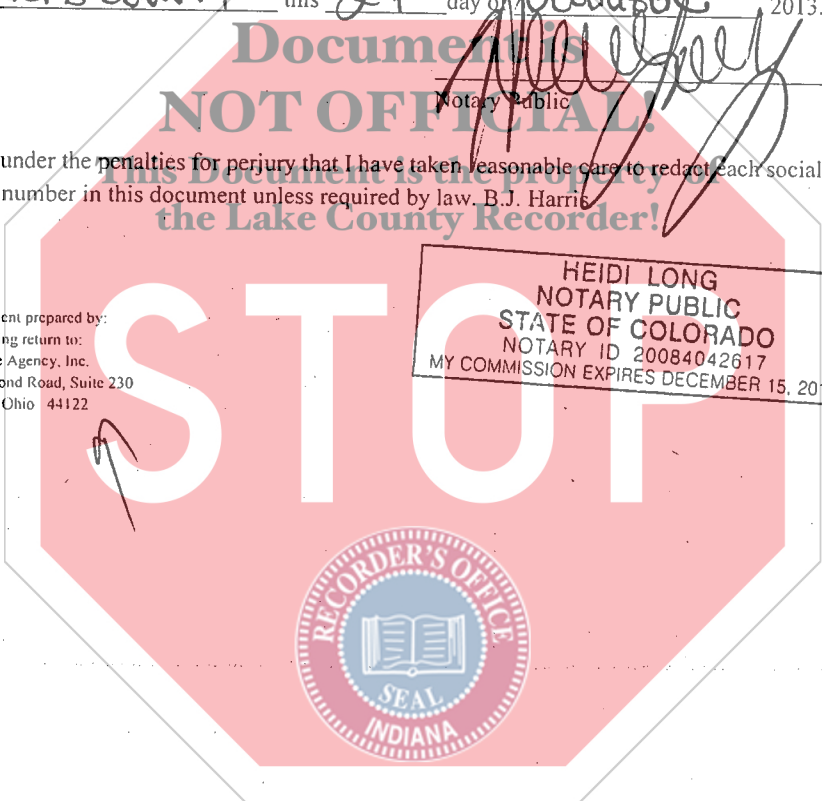 this day of 2013.
Document is
NOT OFFICIAL!
Notary Public
under the penalties for perjury that I have taken reasonable care to redact each social
This Document is the property of
number in this document unless required by law. B.J. Harris
the Lake County Recorder!
HEIDI LONG
NOTARY PUBLIC
STATE OF COLORADO
NOTARY ID 20084042617
MY COMMISSION EXPIRES DECEMBER 15, 201
ent prepared by:
ng return to:
e Agency, Inc.
ond Road, Suite 230
Ohio 44122
STOP
RECORDER'S OFFICE
SEAL
INDIANA